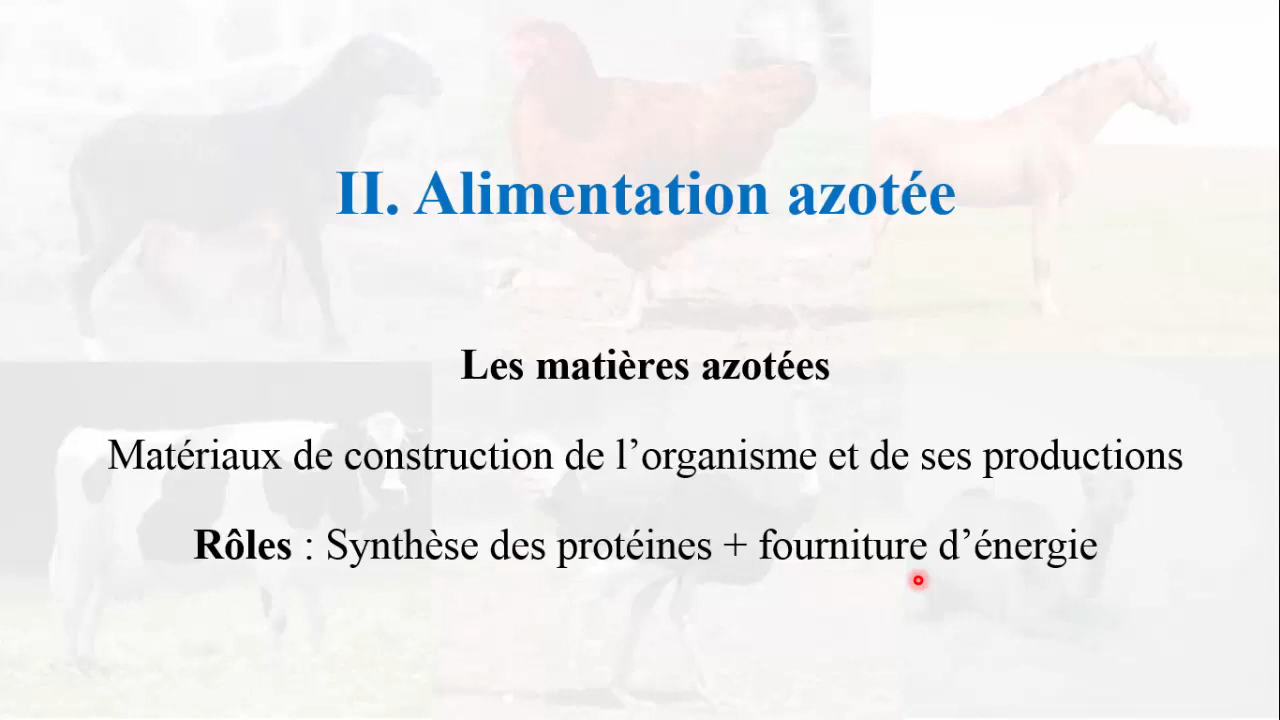 II. Alimentation azotée
Les matières azotées
Matériaux de construction de l’organisme et de ses productions
Rôles : Synthèse des protéines + fourniture d’énergie